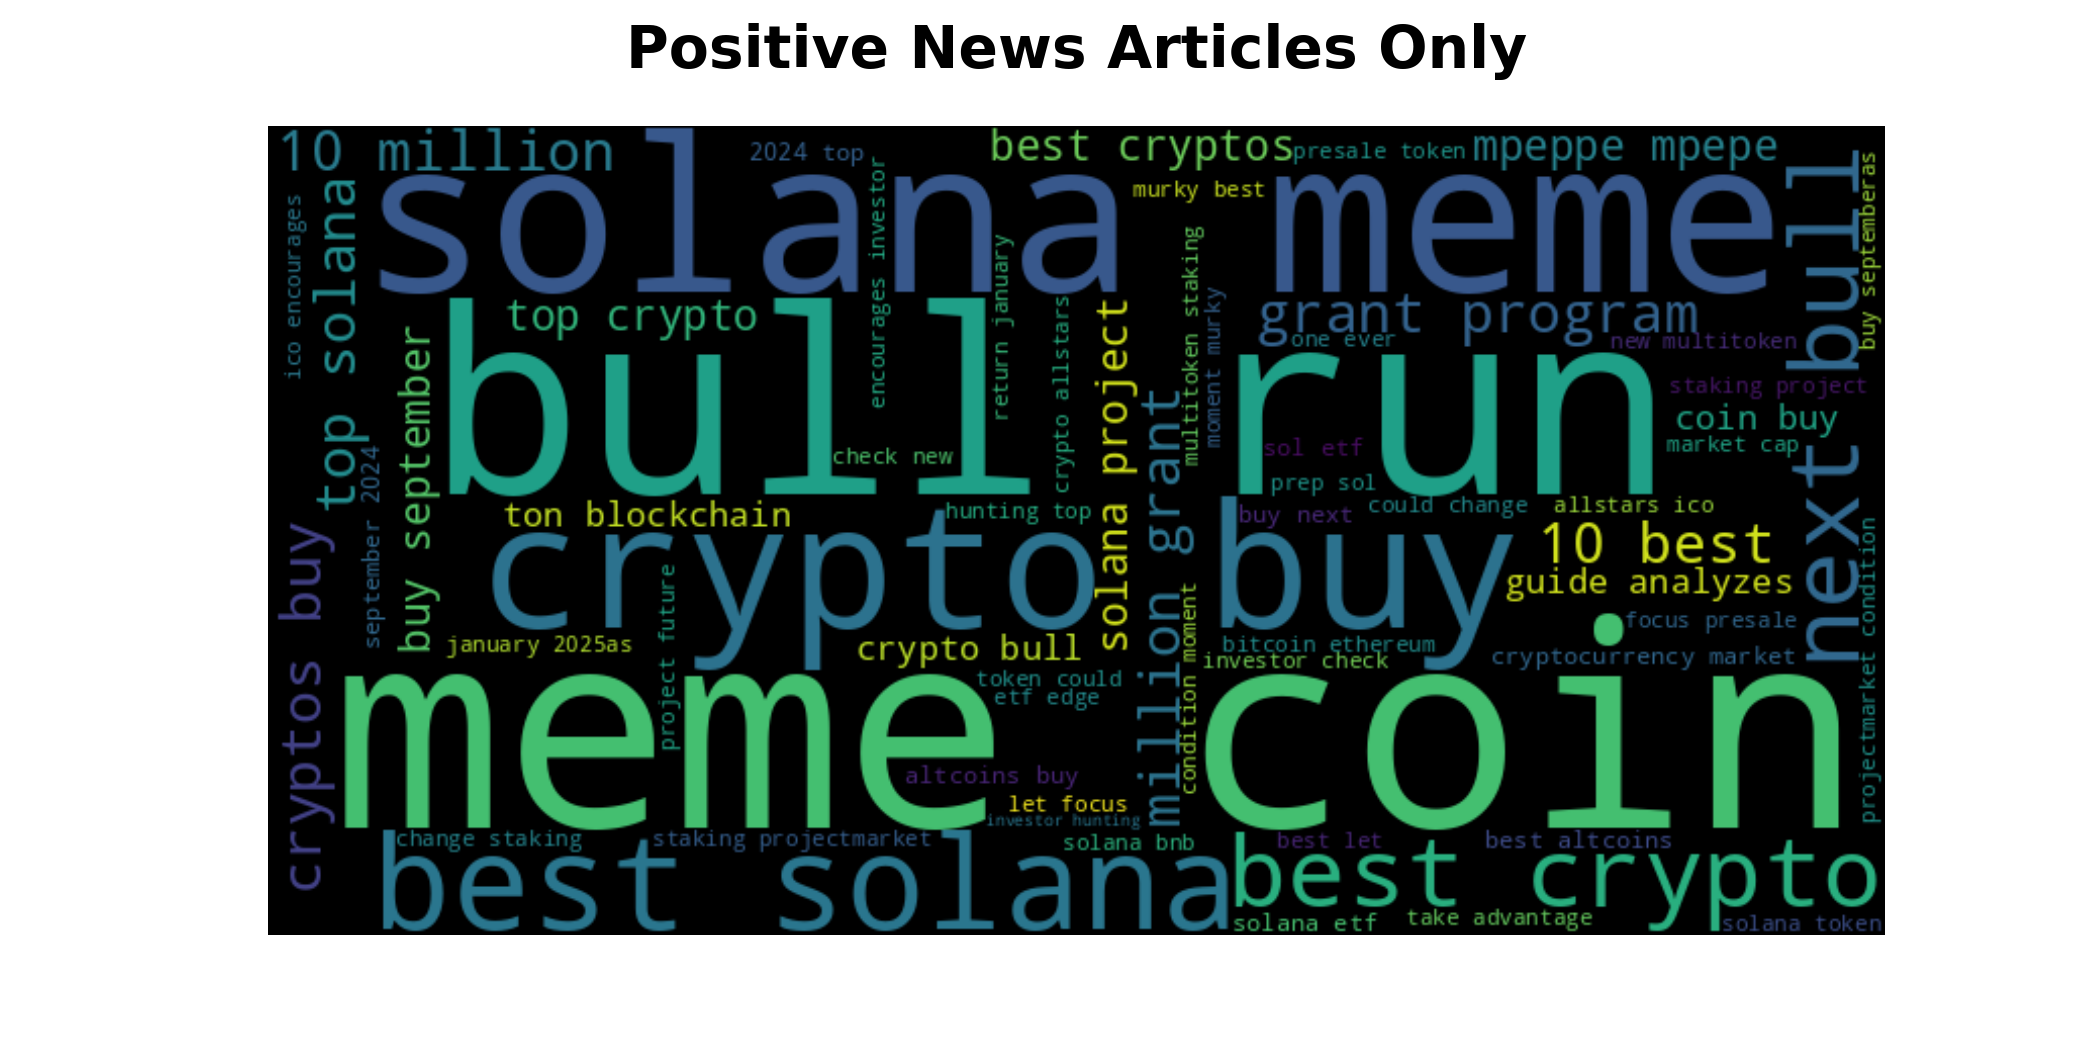 Positive News Articles Only
10 million
2024 top
best cryptos
presale token
mpeppe mpepe
solana meme
murky best
ico encourages
top solana
encourages investor
return january
multitoken staking
moment murky
next bull
buy septemberas
top crypto
grant program
one ever
new multitoken
bull run
staking project
coin buy
market cap
buy september
september 2024
check new
crypto allstars
solana project
million grant
sol etf
prep sol
could change
allstars ico
ton blockchain
hunting top
buy next
crypto
buy
10 best
guide analyzes
focus presale
cryptos buy
january 2025as
project future
crypto bull
condition moment
bitcoin ethereum
investor check
cryptocurrency market
projectmarket condition
token could
etf edge
meme coin
altcoins buy
let focus
investor hunting
change staking
staking projectmarket
solana bnb
best let
best altcoins
best solana
best crypto
solana etf
take advantage
solana token